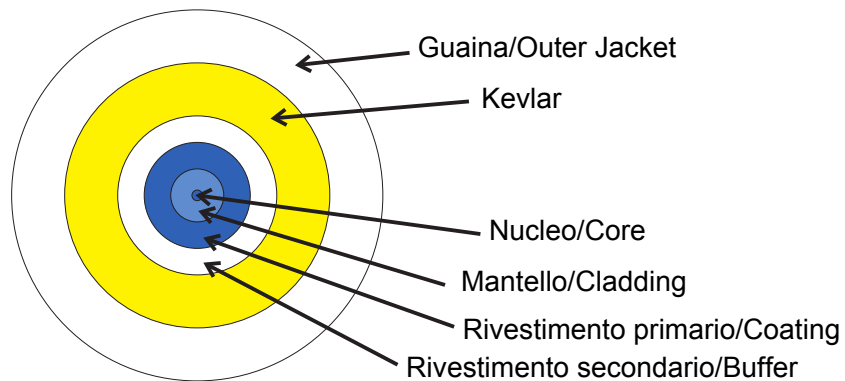 Guaina/Outer Jacket
Kevlar
Nucleo/Core
Mantello/Cladding
Rivestimento primario/Coating
Rivestimento secondario/Buffer